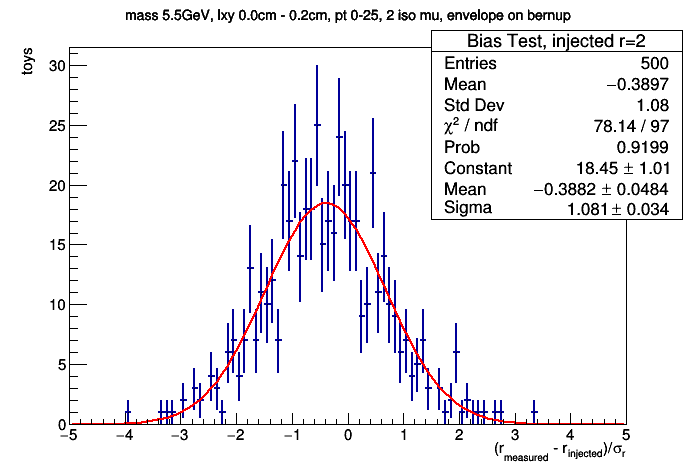 mass 5.5GeV, lxy 0.0cm - 0.2cm, pt 0-25, 2 iso mu, envelope on bernup
Bias Test, injected r=2
Entries 500
Mean −0.3897
Std Dev 1.08
χ² / ndf 78.14 / 97
Prob 0.9199
Constant 18.45 ± 1.01
Mean −0.3882 ± 0.0484
Sigma 1.081 ± 0.034
toys
30
25
20
15
10
5
0
−5 −4 −3 −2 −1 0 1 2 3 4 5
(r_measured - r_injected)/σ_r